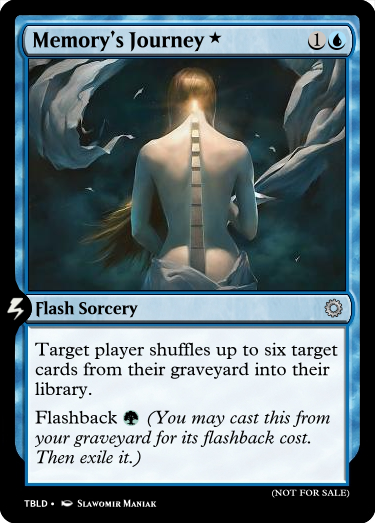 Memory's Journey ★
1
Flash Sorcery
Target player shuffles up to six target
cards from their graveyard into their
library.
Flashback (You may cast this from
your graveyard for its flashback cost.
Then exile it.)
(NOT FOR SALE)
TBLD • Slawomir Maniak